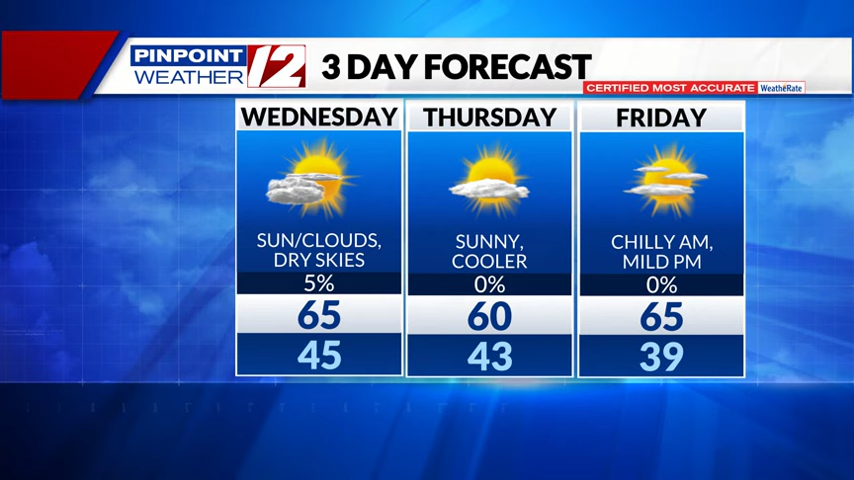 PINPOINT
WEATHER 12
3 DAY FORECAST
CERTIFIED MOST ACCURATE WeatheRate
WEDNESDAY
SUN/CLOUDS,
DRY SKIES
5%
65
45
THURSDAY
SUNNY,
COOLER
0%
60
43
FRIDAY
CHILLY AM,
MILD PM
0%
65
39